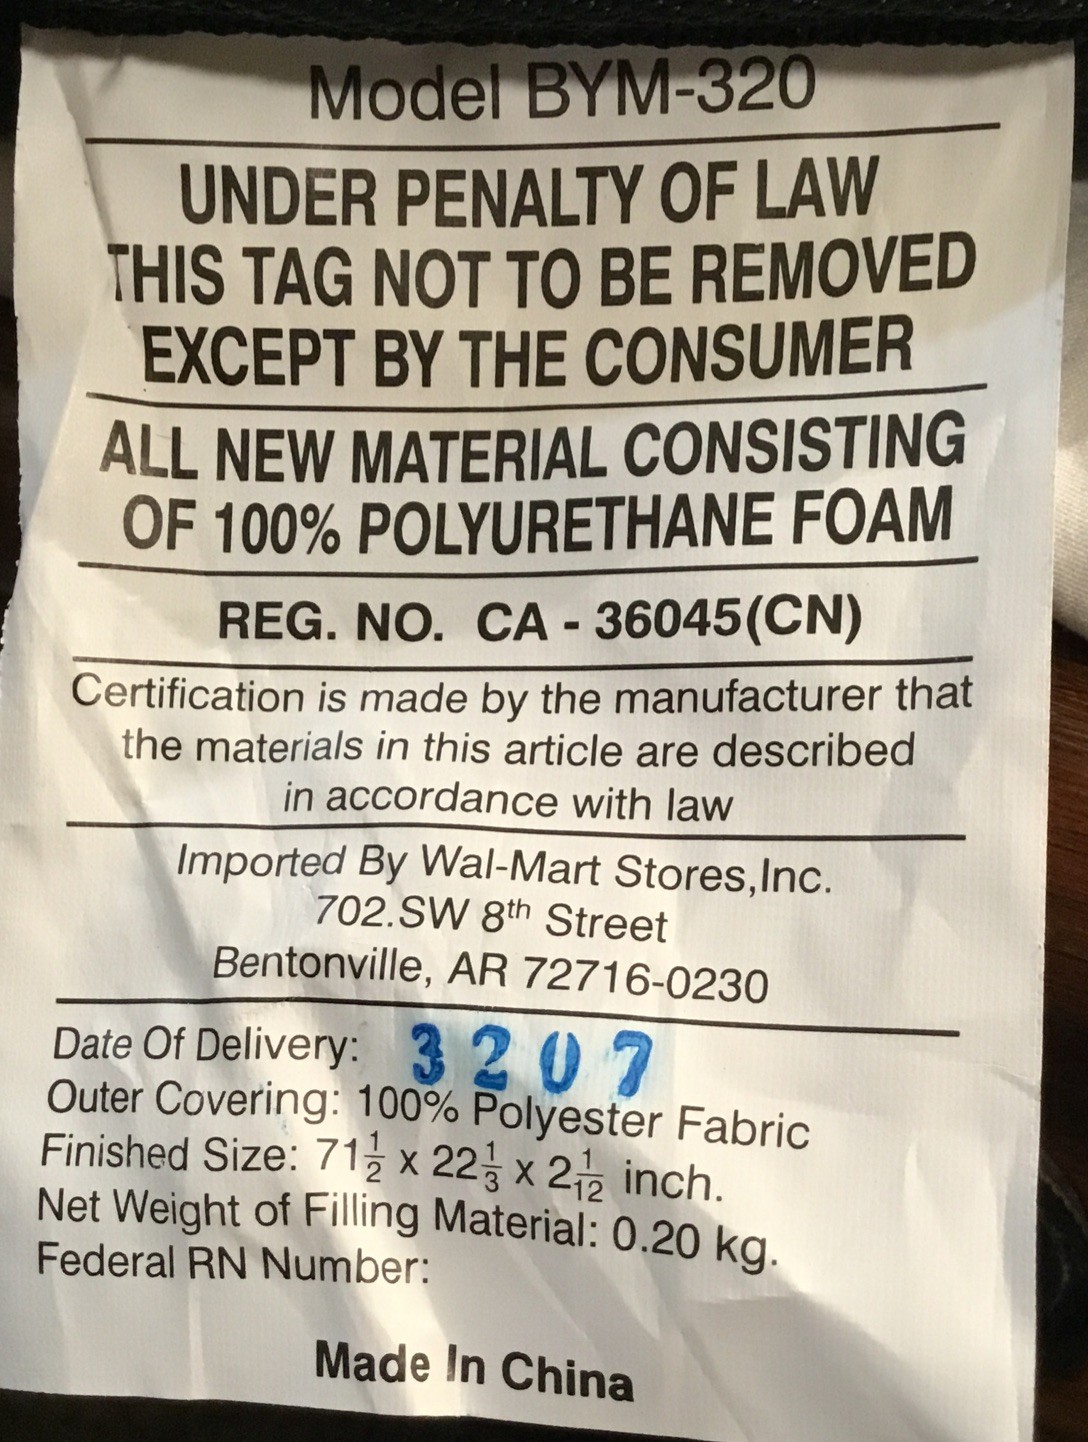 Model BYM-320
UNDER PENALTY OF LAW
THIS TAG NOT TO BE REMOVED
EXCEPT BY THE CONSUMER
ALL NEW MATERIAL CONSISTING
OF 100% POLYURETHANE FOAM
REG. NO. CA - 36045(CN)
Certification is made by the manufacturer that
the materials in this article are described
in accordance with law
Imported By Wal-Mart Stores,Inc.
702.SW 8th Street
Bentonville, AR 72716-0230
Date Of Delivery: 3207
Outer Covering: 100% Polyester Fabric
Finished Size: 71 1/2 x 22 1/3 x 2 1/12 inch.
Net Weight of Filling Material: 0.20 kg.
Federal RN Number:
Made In China